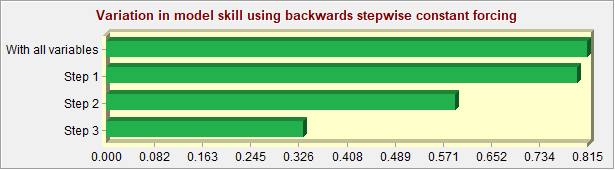 Variation in model skill using backwards stepwise constant forcing
With all variables
Step 1
Step 2
Step 3
0.000 0.082 0.163 0.245 0.326 0.408 0.489 0.571 0.652 0.734 0.815